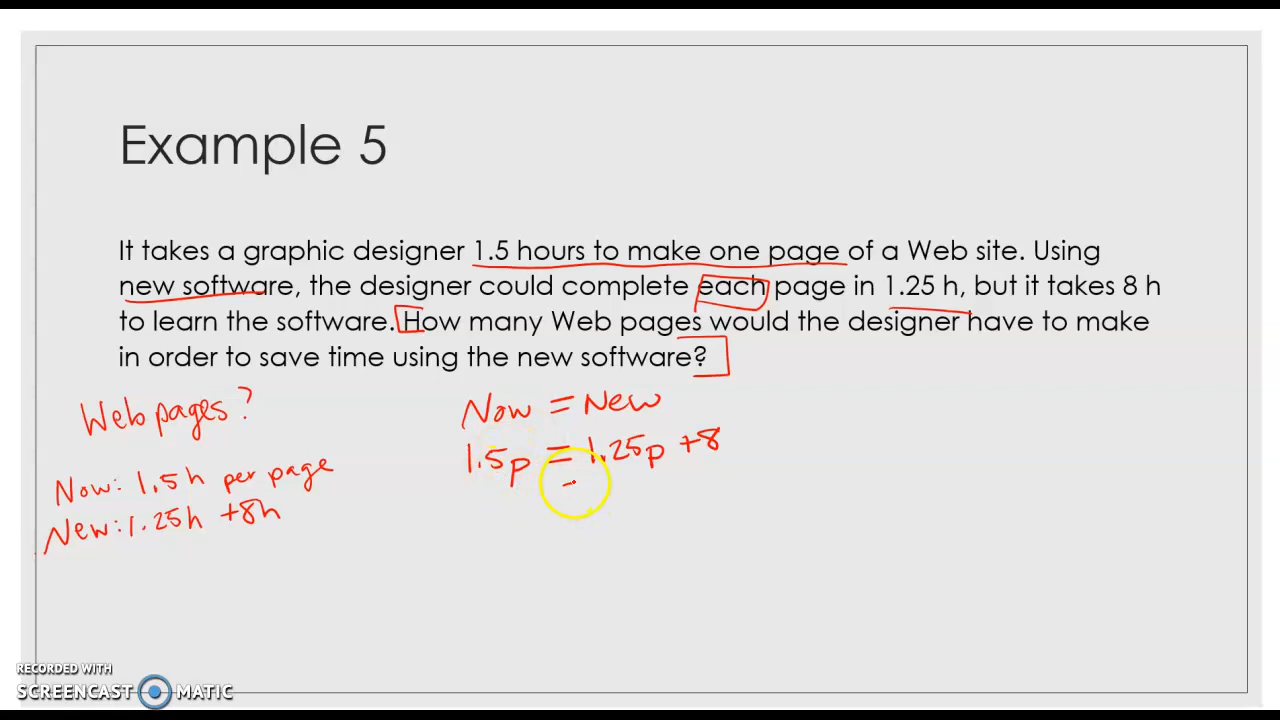 Example 5
It takes a graphic designer 1.5 hours to make one page of a Web site. Using
new software, the designer could complete each page in 1.25 h, but it takes 8 h
to learn the software. How many Web pages would the designer have to make
in order to save time using the new software?
Web pages?
Now: 1.5h per page
New: 1.25h +8h
Now = New
1.5p = 1.25p +8
RECORDED WITH
SCREENCAST MATIC